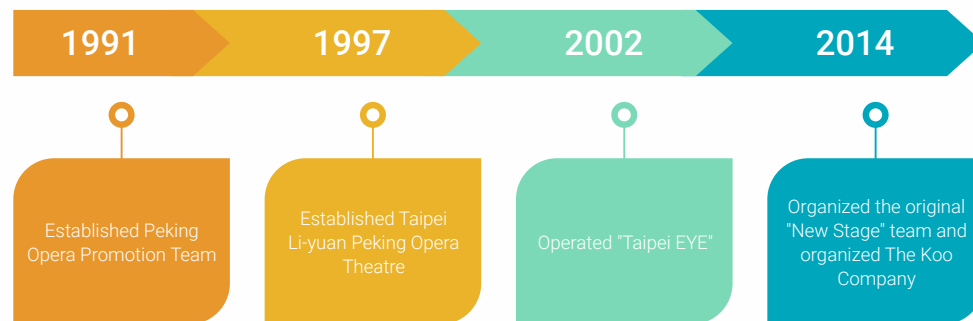 1991
1997
2002
2014
Established Peking
Opera Promotion Team
Established Taipei
Li-yuan Peking Opera
Theatre
Operated "Taipei EYE"
Organized the original
"New Stage" team and
organized The Koo
Company